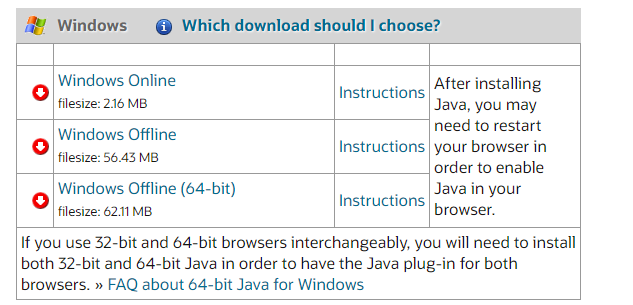 Windows Which download should I choose?
Windows Online
filesize: 2.16 MB
Instructions
Windows Offline
filesize: 56.43 MB
Instructions
Windows Offline (64-bit)
filesize: 62.11 MB
Instructions
After installing
Java, you may
need to restart
your browser in
order to enable
Java in your
browser.
If you use 32-bit and 64-bit browsers interchangeably, you will need to install
both 32-bit and 64-bit Java in order to have the Java plug-in for both
browsers. » FAQ about 64-bit Java for Windows